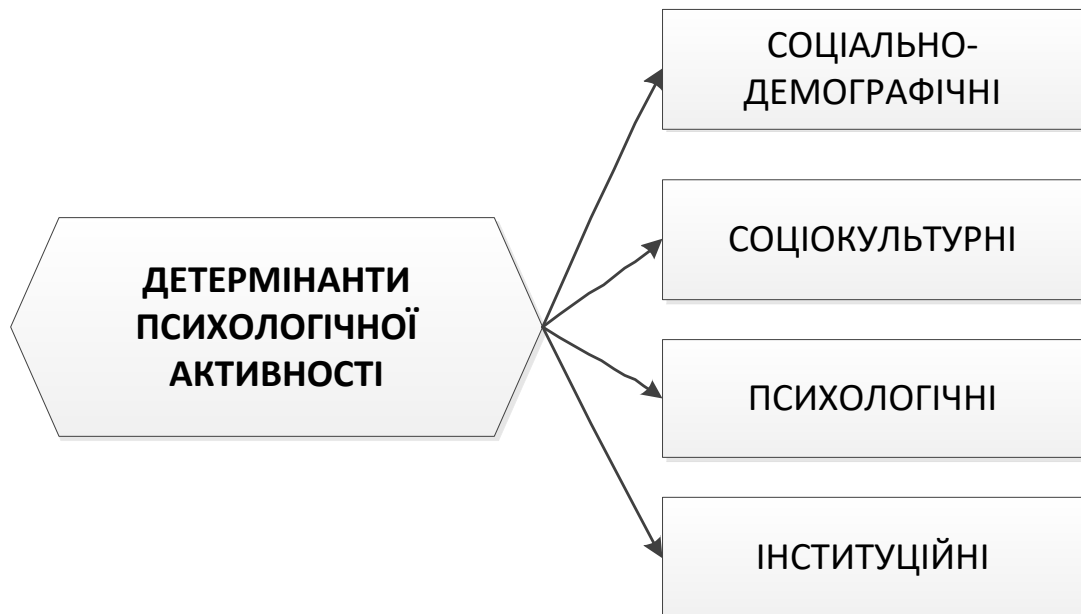 ДЕТЕРМІНАНТИ
ПСИХОЛОГІЧНОЇ
АКТИВНОСТІ
СОЦІАЛЬНО-
ДЕМОГРАФІЧНІ
СОЦІОКУЛЬТУРНІ
ПСИХОЛОГІЧНІ
ІНСТИТУЦІЙНІ